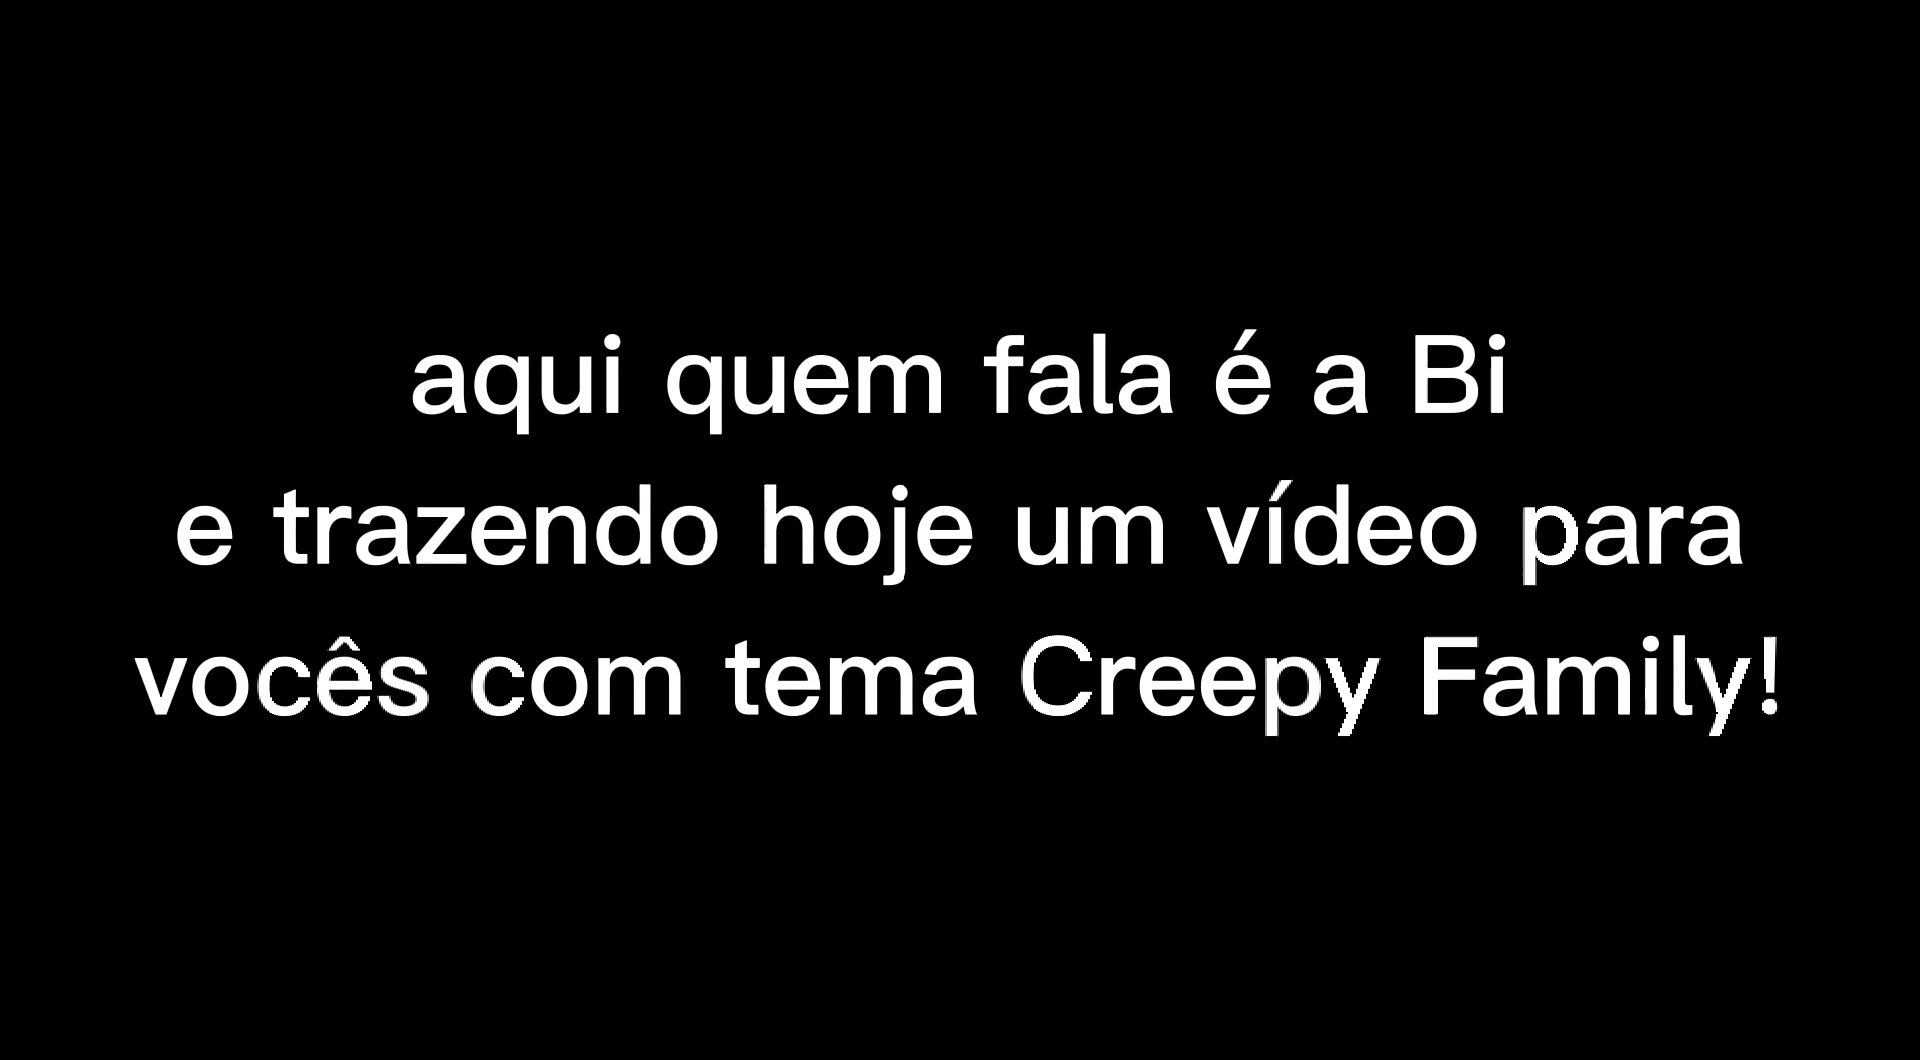 aqui quem fala é a Bi
e trazendo hoje um vídeo para
vocês com tema Creepy Family!